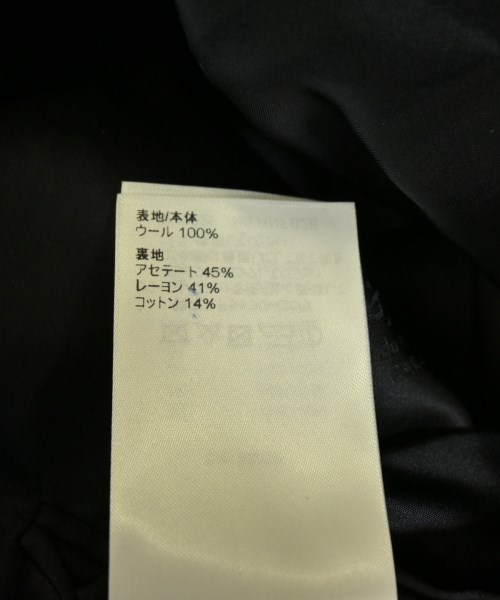 表地/本体
ウール 100%
裏地
アセテート 45%
レーヨン 41%
コットン 14%